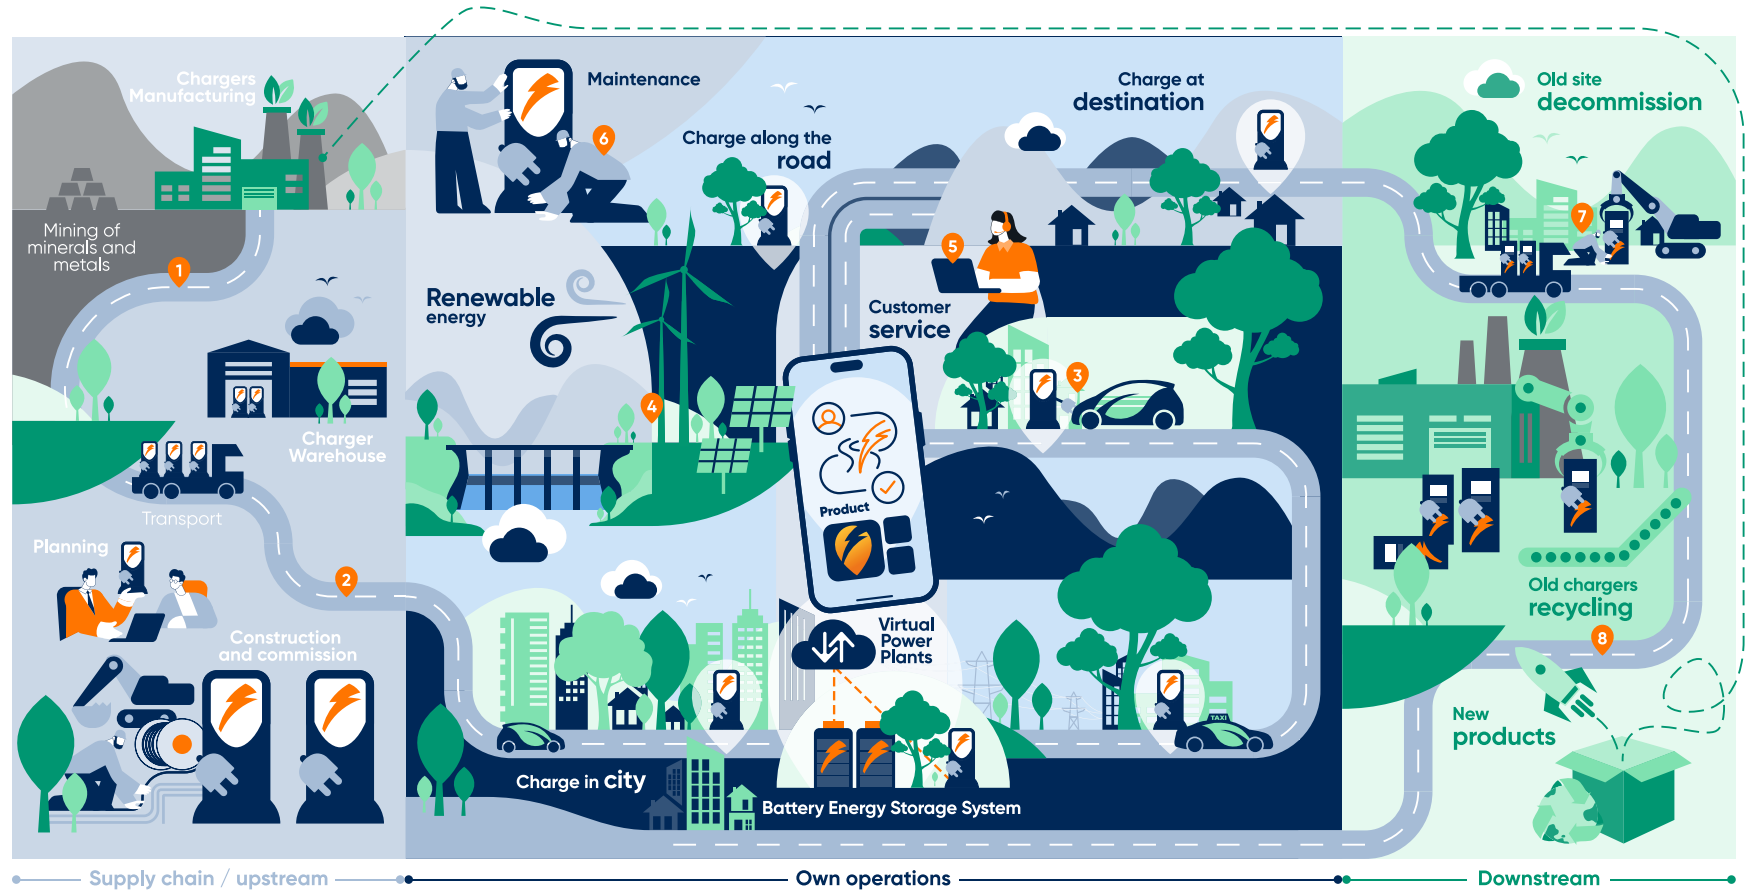 Chargers
Manufacturing
Mining of
minerals and
metals
1
Charger
Warehouse
Transport
Planning
2
Construction
and commission
Maintenance
6
Charge along the
road
Charge at
destination
Renewable
energy
5
Customer
service
3
4
Product
Virtual
Power
Plants
TAXI
Charge in city
Battery Energy Storage System
Old site
decommission
7
Old chargers
recycling
8
New
products
Supply chain / upstream
Own operations
Downstream